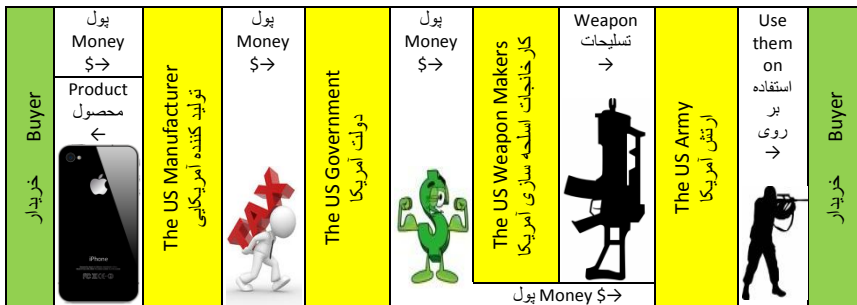 Buyer
خریدار
پول
Money
$→
Product
محصول
←
iPhone
The US Manufacturer
تولید کننده آمریکایی
پول
Money
$→
TAX
The US Government
دولت آمریکا
پول
Money
$→
The US Weapon Makers
کارخانجات اسلحه سازی آمریکا
Weapon
تسلیحات
→
پول Money $→
The US Army
ارتش آمریکا
Use
them
on
استفاده
بر
روی
→
Buyer
خریدار